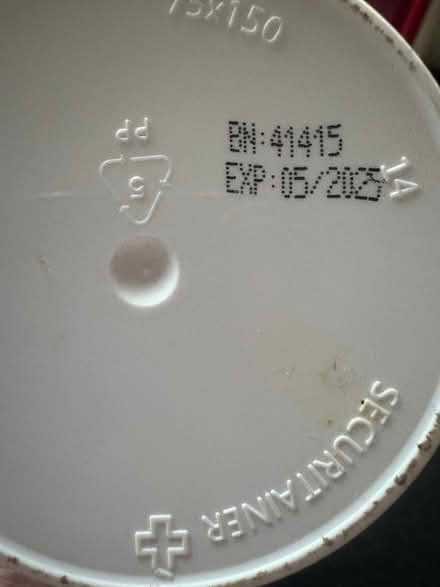 75X150
PP
5
BN:41415
EXP:05/2025
14
SECURITAINER